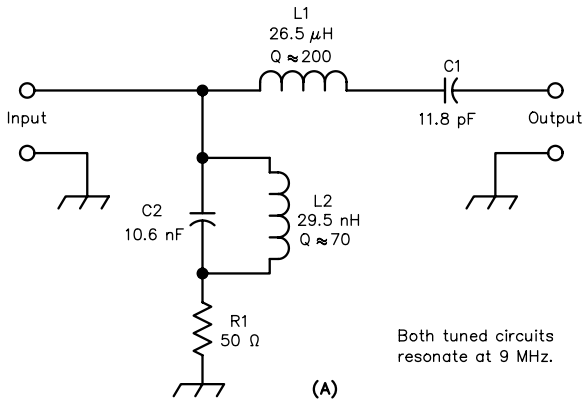 L1
26.5 μH
Q ≈ 200
C1
11.8 pF
Input
Output
C2
10.6 nF
L2
29.5 nH
Q ≈ 70
R1
50 Ω
Both tuned circuits
resonate at 9 MHz.
(A)